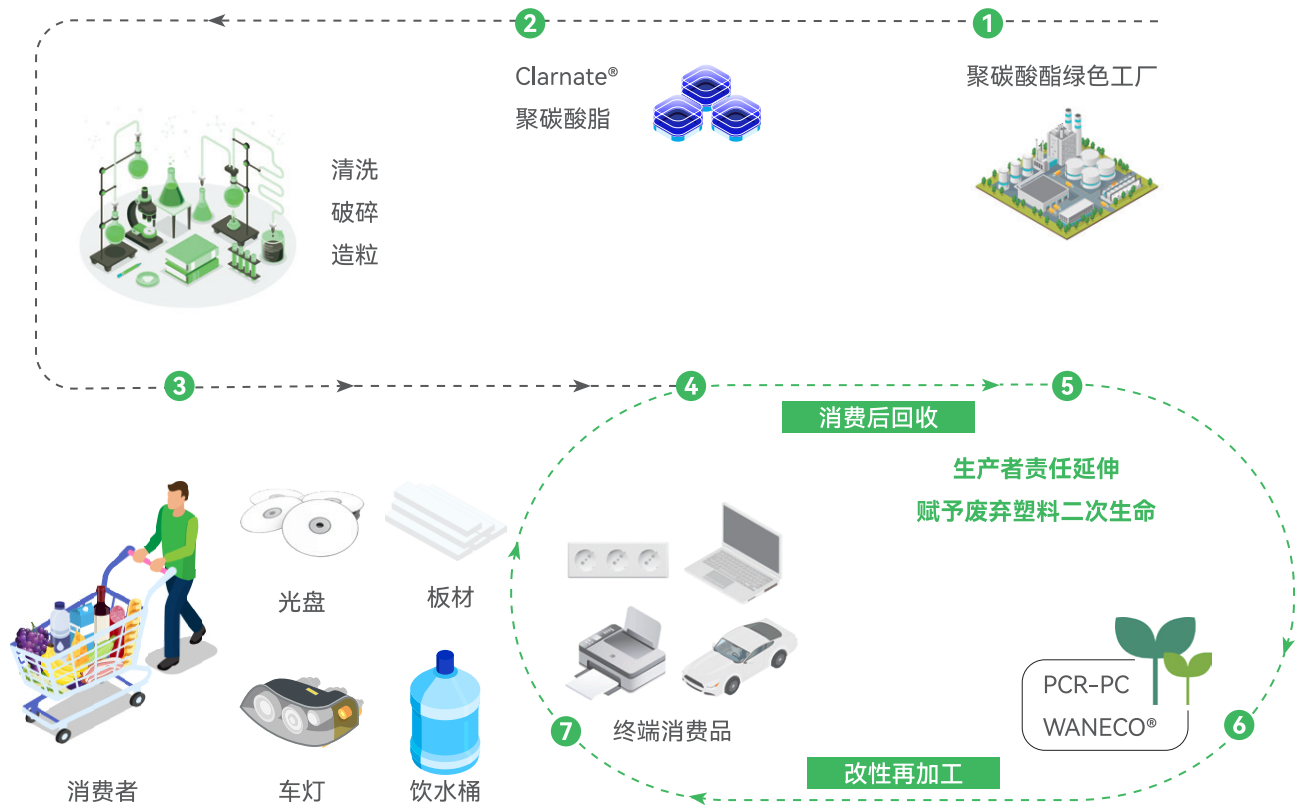 2
1
Clarnate®
聚碳酸脂
聚碳酸酯绿色工厂
清洗
破碎
造粒
3
4
5
消费后回收
生产者责任延伸
赋予废弃塑料二次生命
光盘
板材
PCR-PC
WANECO®
6
7
终端消费品
改性再加工
消费者
车灯
饮水桶